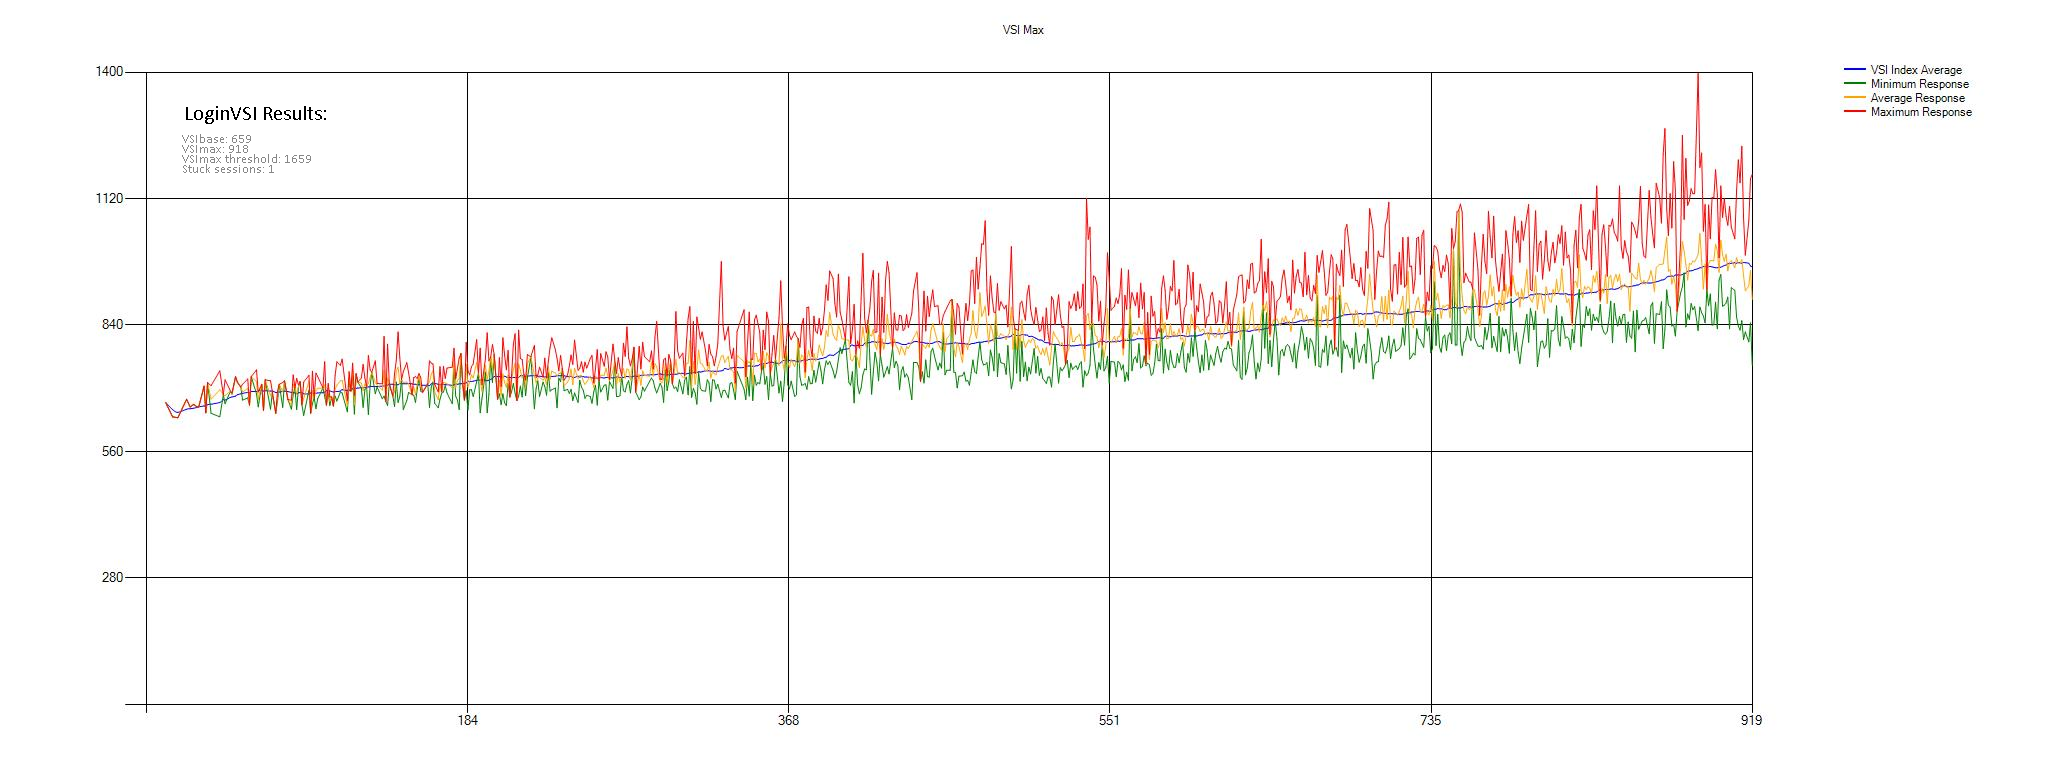 VSI Max
1400
1120
840
560
280
184
368
551
735
919
LoginVSI Results:
VSIbase: 659
VSImax: 918
VSImax threshold: 1659
Stuck sessions: 1
VSI Index Average
Minimum Response
Average Response
Maximum Response